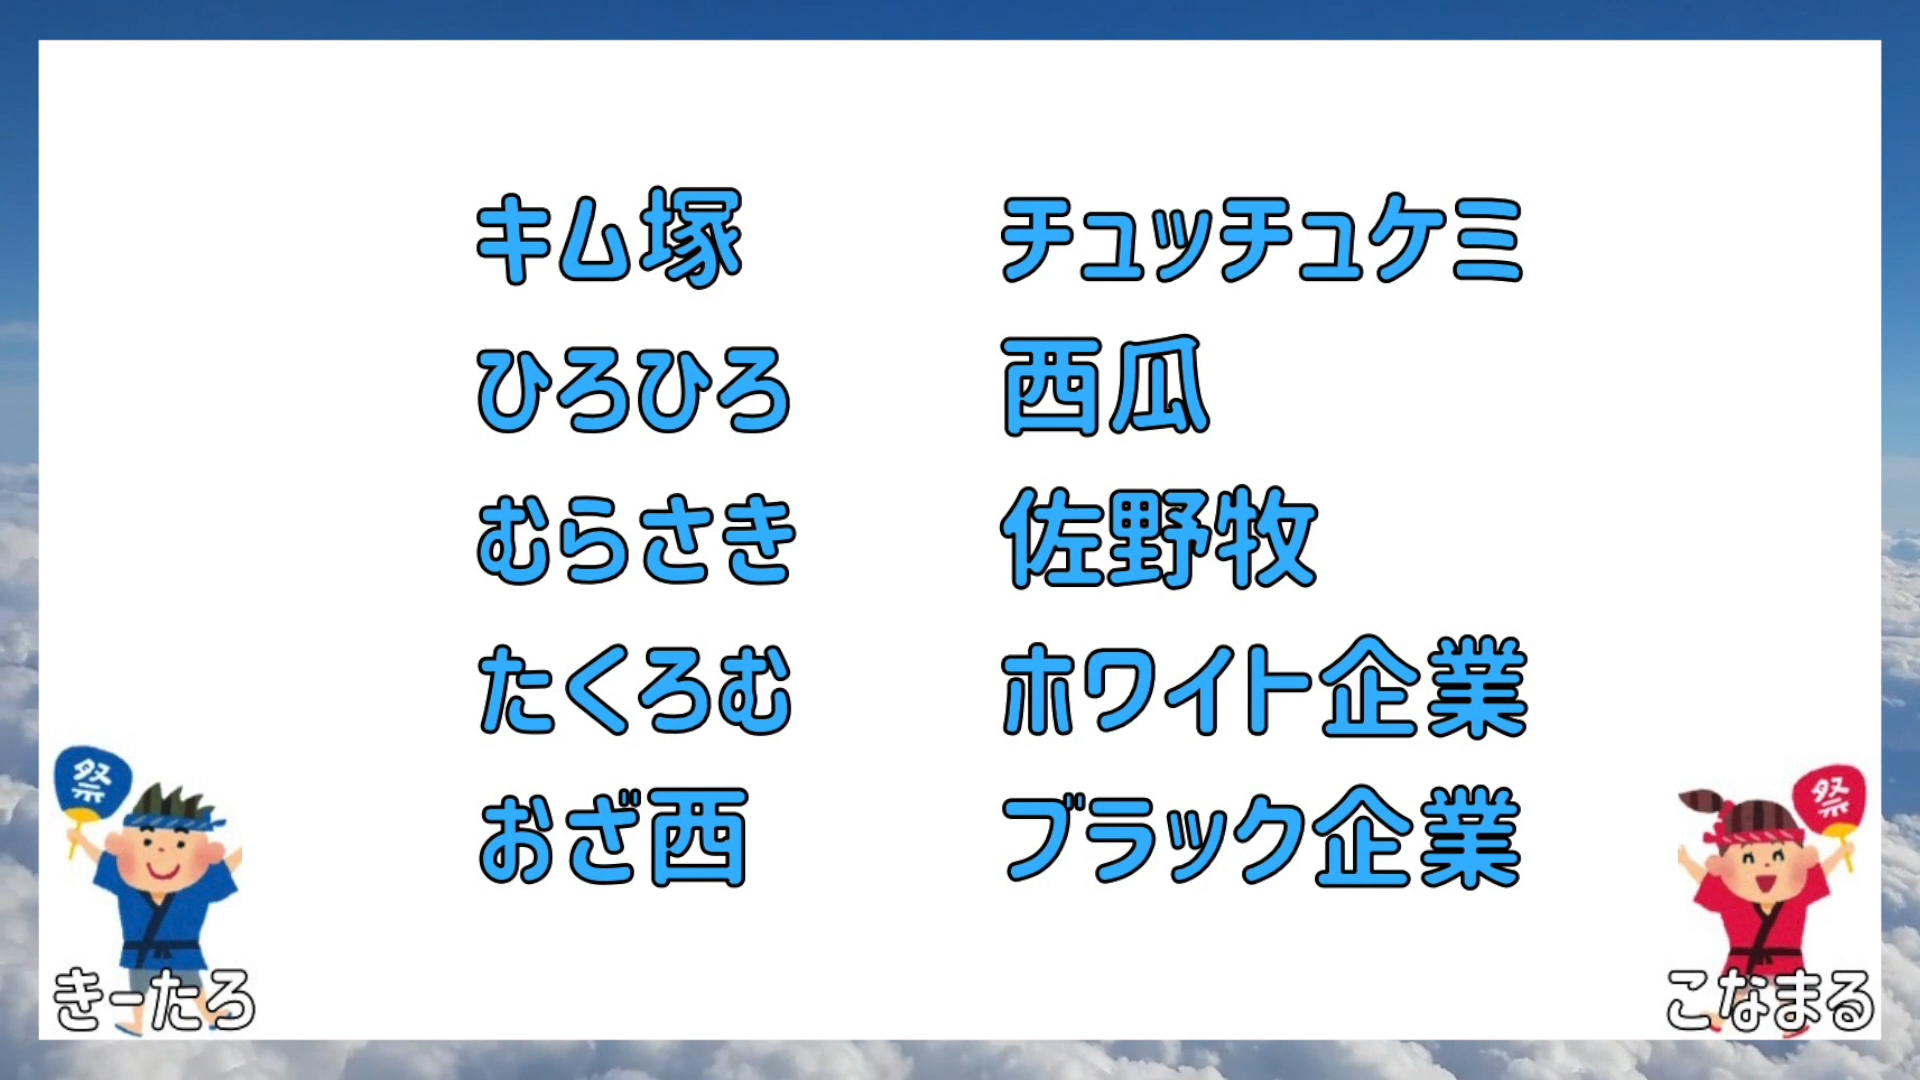 キム塚
ひろひろ
むらさき
たくろむ
おざ西
チュッチュケミ
西瓜
佐野牧
ホワイト企業
ブラック企業
祭
きーたろ
祭
こなまる